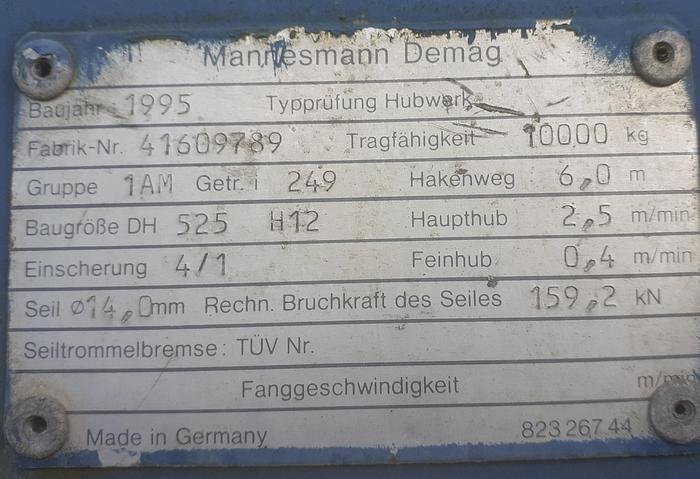 Mannesmann Demag
Baujahr 1995 Typprüfung Hubwerk
Fabrik-Nr. 41609789 Tragfähigkeit 10000 kg
Gruppe 1AM Getr. i 249 Hakenweg 6,0 m
Baugröße DH 525 H12 Haupthub 2,5 m/min
Einscherung 4/1 Feinhub 0,4 m/min
Seil ø14,0mm Rechn. Bruchkraft des Seiles 159,2 kN
Seiltrommelbremse: TÜV Nr.
Fanggeschwindigkeit m/min
Made in Germany 823 267 44